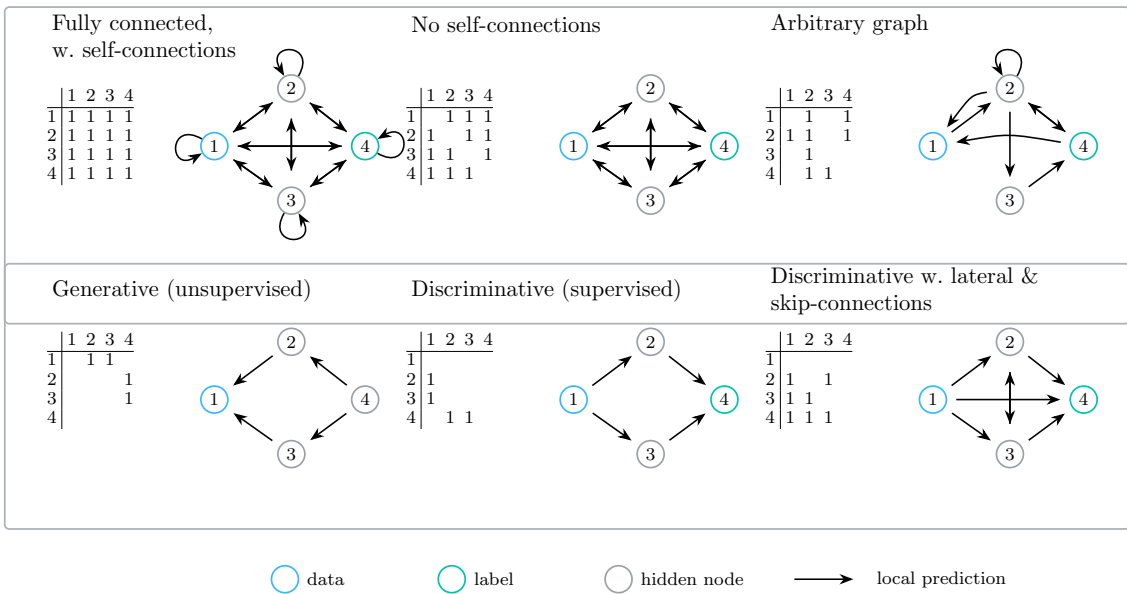 Fully connected,
w. self-connections
1 2 3 4
1 1 1 1 1
2 1 1 1 1
3 1 1 1 1
4 1 1 1 1
2
1
4
3
No self-connections
1 2 3 4
1 1 1 1
2 1 1 1
3 1 1 1
4 1 1 1
2
1
4
3
Arbitrary graph
1 2 3 4
1 1 1
2 1 1 1
3 1
4 1 1
2
1
4
3
Generative (unsupervised)
1 2 3 4
1 1 1
2 1
3 1
4
2
1
4
3
Discriminative (supervised)
1 2 3 4
1
2 1
3 1
4 1 1
2
1
4
3
Discriminative w. lateral &
skip-connections
1 2 3 4
1
2 1 1
3 1 1
4 1 1 1
2
1
4
3
data
label
hidden node
local prediction